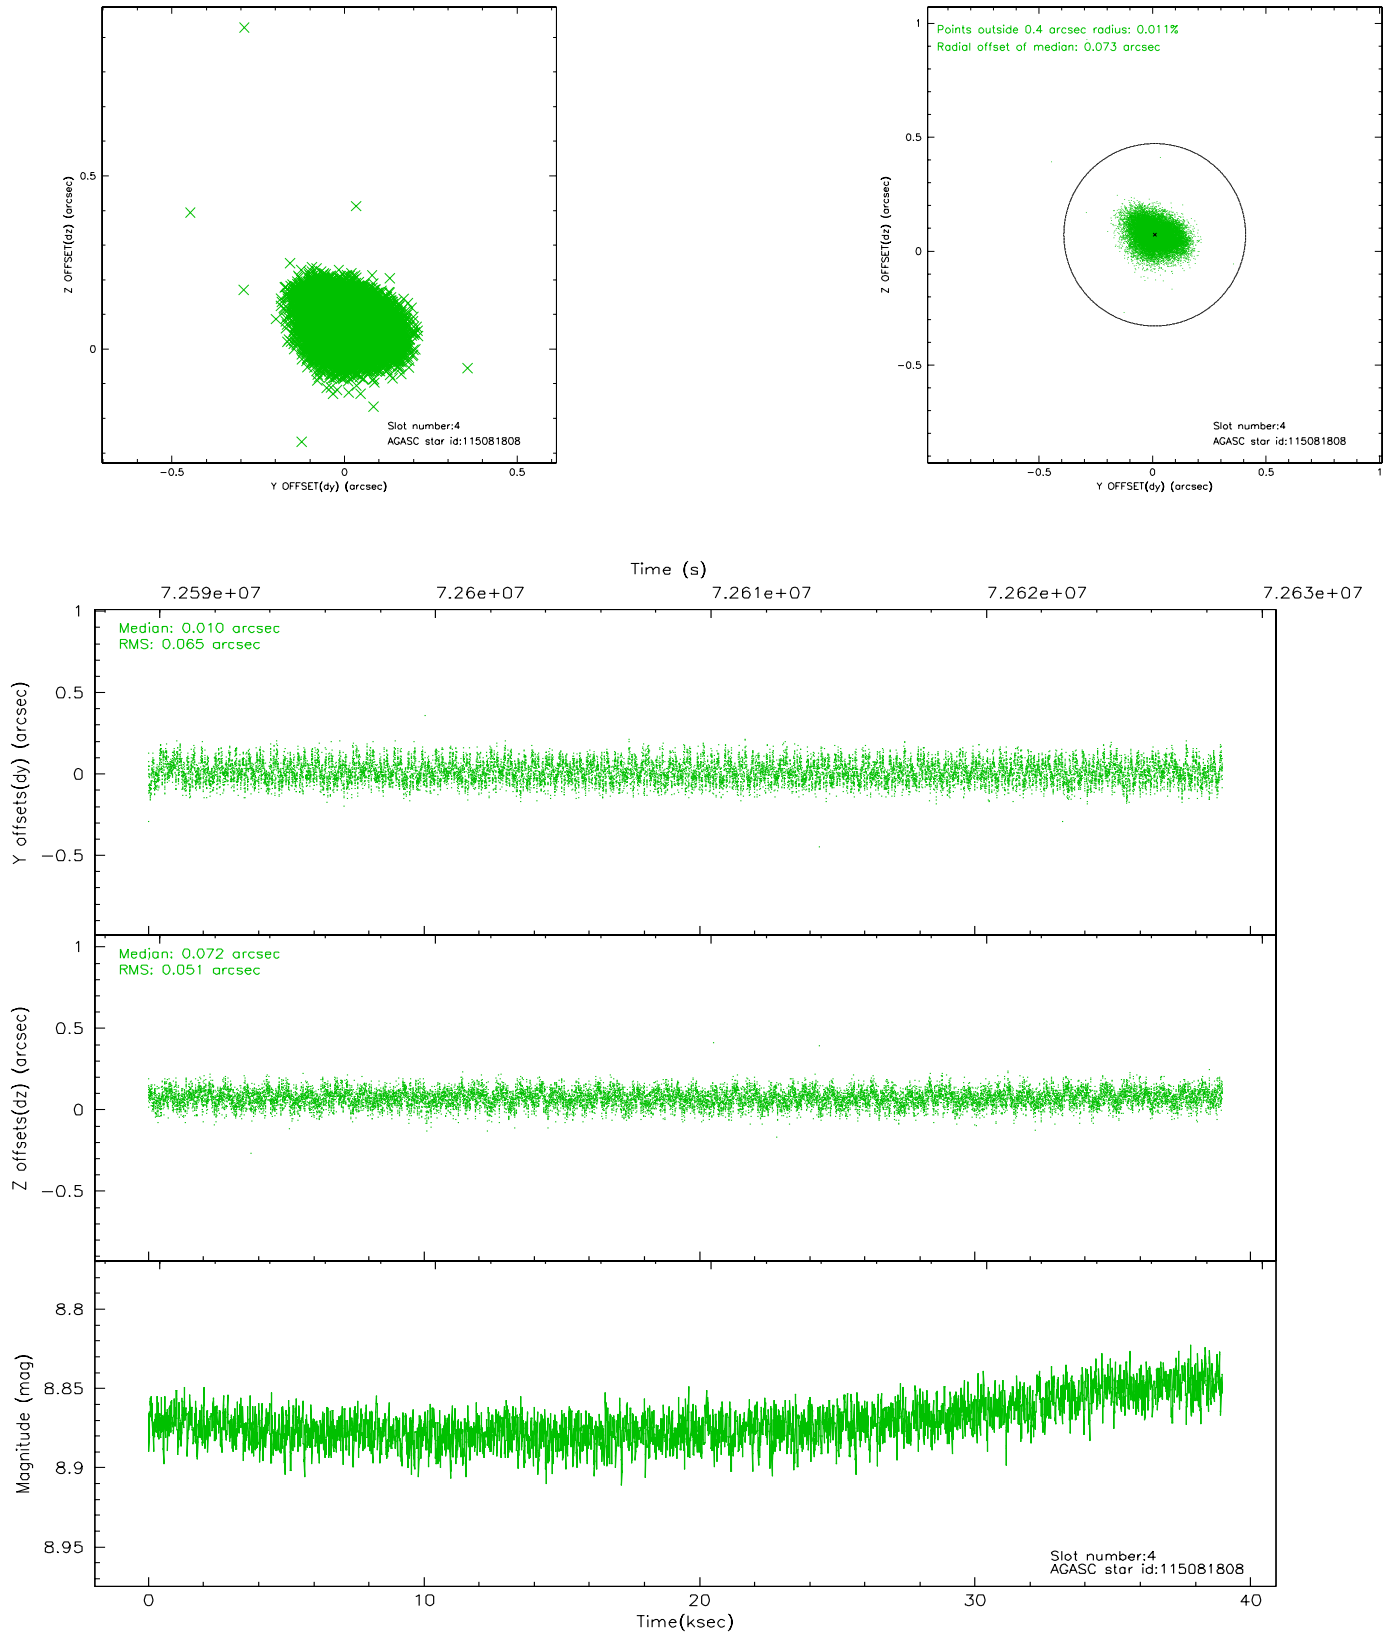 0.5
0
Z OFFSET(dz) (arcsec)
Slot number:4
AGASC star id:115081808
−0.5 0 0.5
Y OFFSET(dy) (arcsec)
Points outside 0.4 arcsec radius: 0.011%
Radial offset of median: 0.073 arcsec
1
0.5
0
−0.5
Z OFFSET(dz) (arcsec)
Slot number:4
AGASC star id:115081808
−0.5 0 0.5 1
Y OFFSET(dy) (arcsec)
Time (s)
7.259e+07 7.26e+07 7.261e+07 7.262e+07 7.263e+07
Median: 0.010 arcsec
RMS: 0.065 arcsec
1
0.5
0
−0.5
Y offsets(dy) (arcsec)
Median: 0.072 arcsec
RMS: 0.051 arcsec
1
0.5
0
−0.5
Z offsets(dz) (arcsec)
8.8
8.85
8.9
8.95
Magnitude (mag)
Slot number:4
AGASC star id:115081808
0 10 20 30 40
Time(ksec)